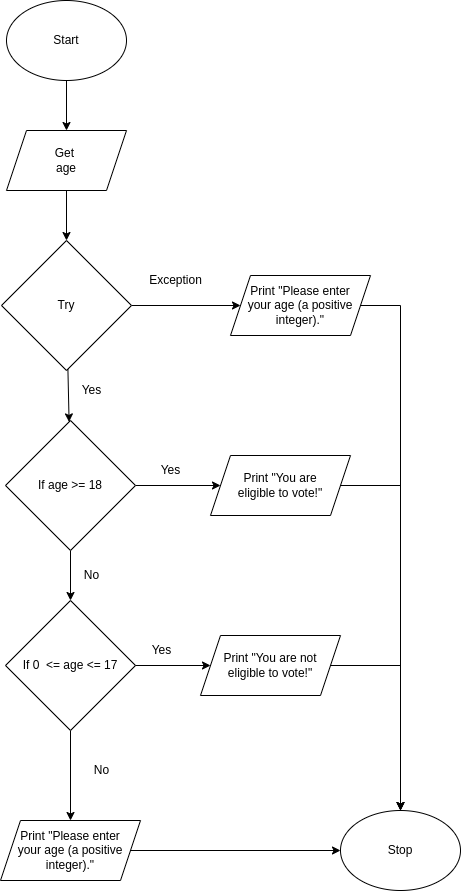 Start
Get
age
Try
Exception
Print "Please enter
your age (a positive
integer)."
Yes
If age >= 18
Yes
Print "You are
eligible to vote!"
No
If 0 <= age <= 17
Yes
Print "You are not
eligible to vote!"
No
Print "Please enter
your age (a positive
integer)."
Stop